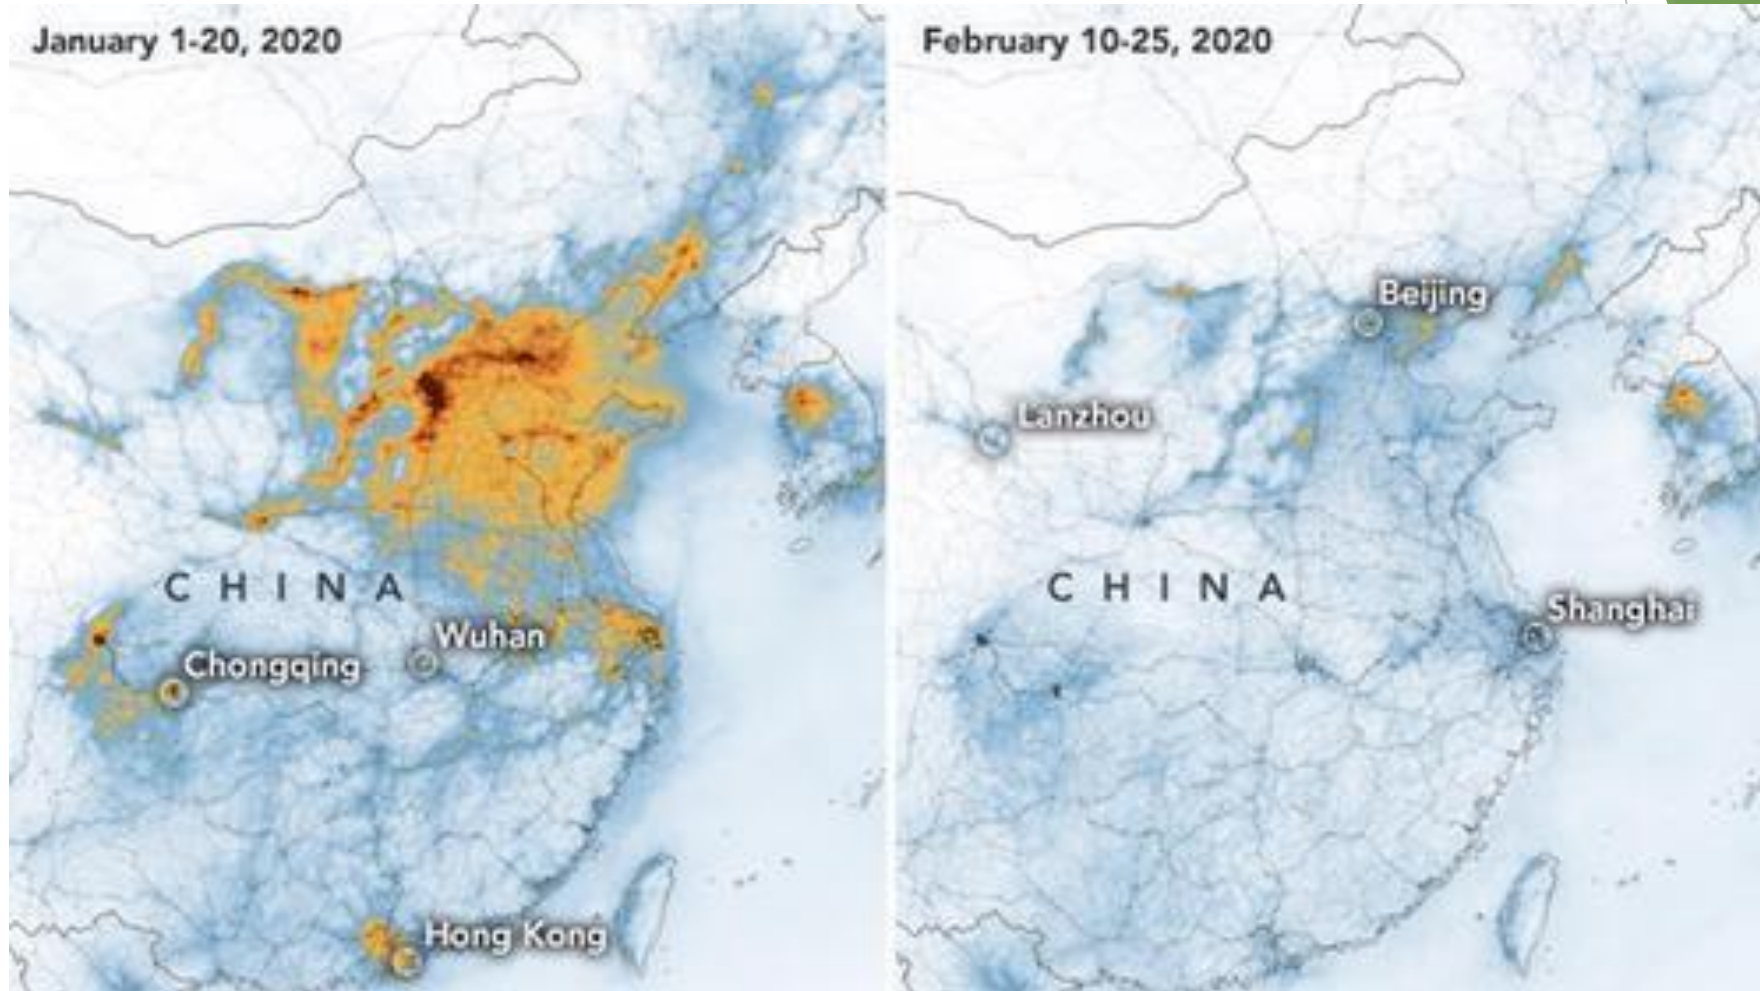 January 1-20, 2020
CHINA
Wuhan
Chongqing
Hong Kong
February 10-25, 2020
Beijing
Lanzhou
CHINA
Shanghai